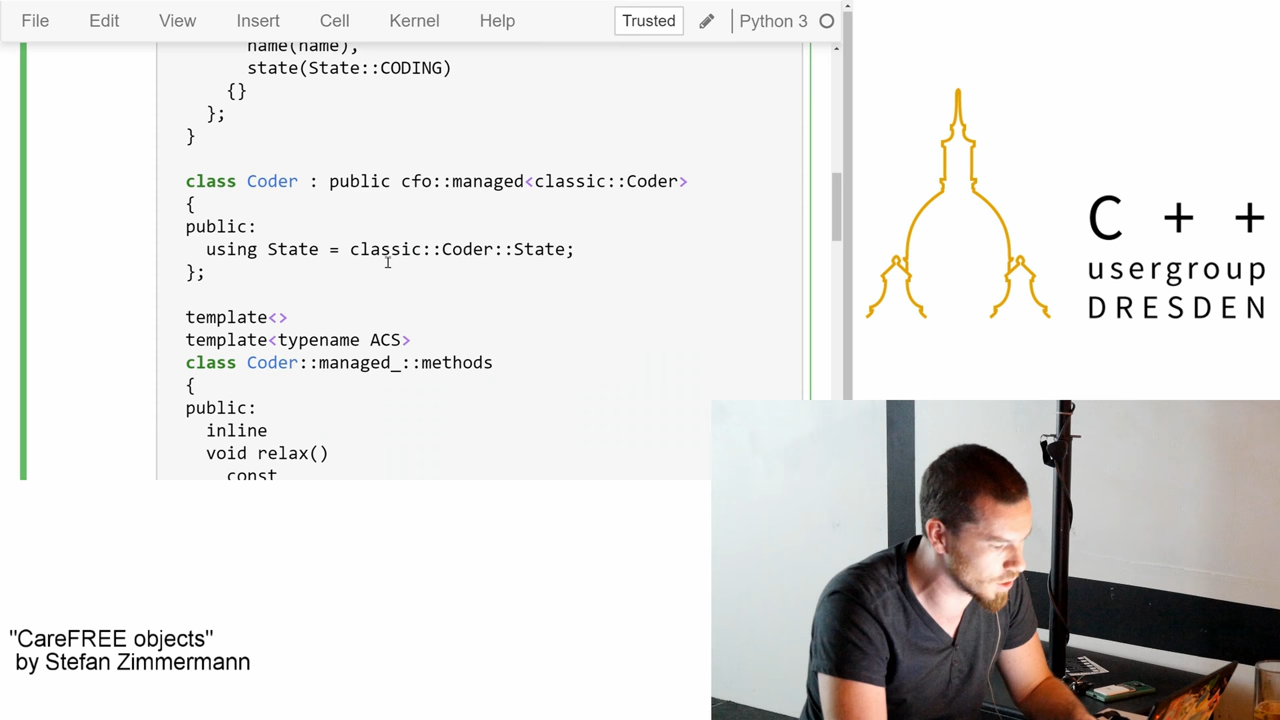 File Edit View Insert Cell Kernel Help Trusted Python 3
name(name),
state(State::CODING)
{}
};
}
class Coder : public cfo::managed<classic::Coder>
{
public:
using State = classic::Coder::State;
};
template<>
template<typename ACS>
class Coder::managed_::methods
{
public:
inline
void relax()
const
C + +
usergroup
DRESDEN
"CareFREE objects"
by Stefan Zimmermann